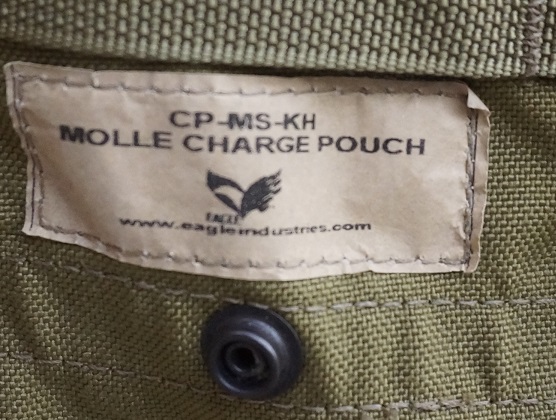 CP-MS-KH
MOLLE CHARGE POUCH
EAGLE
www.eagleindustries.com